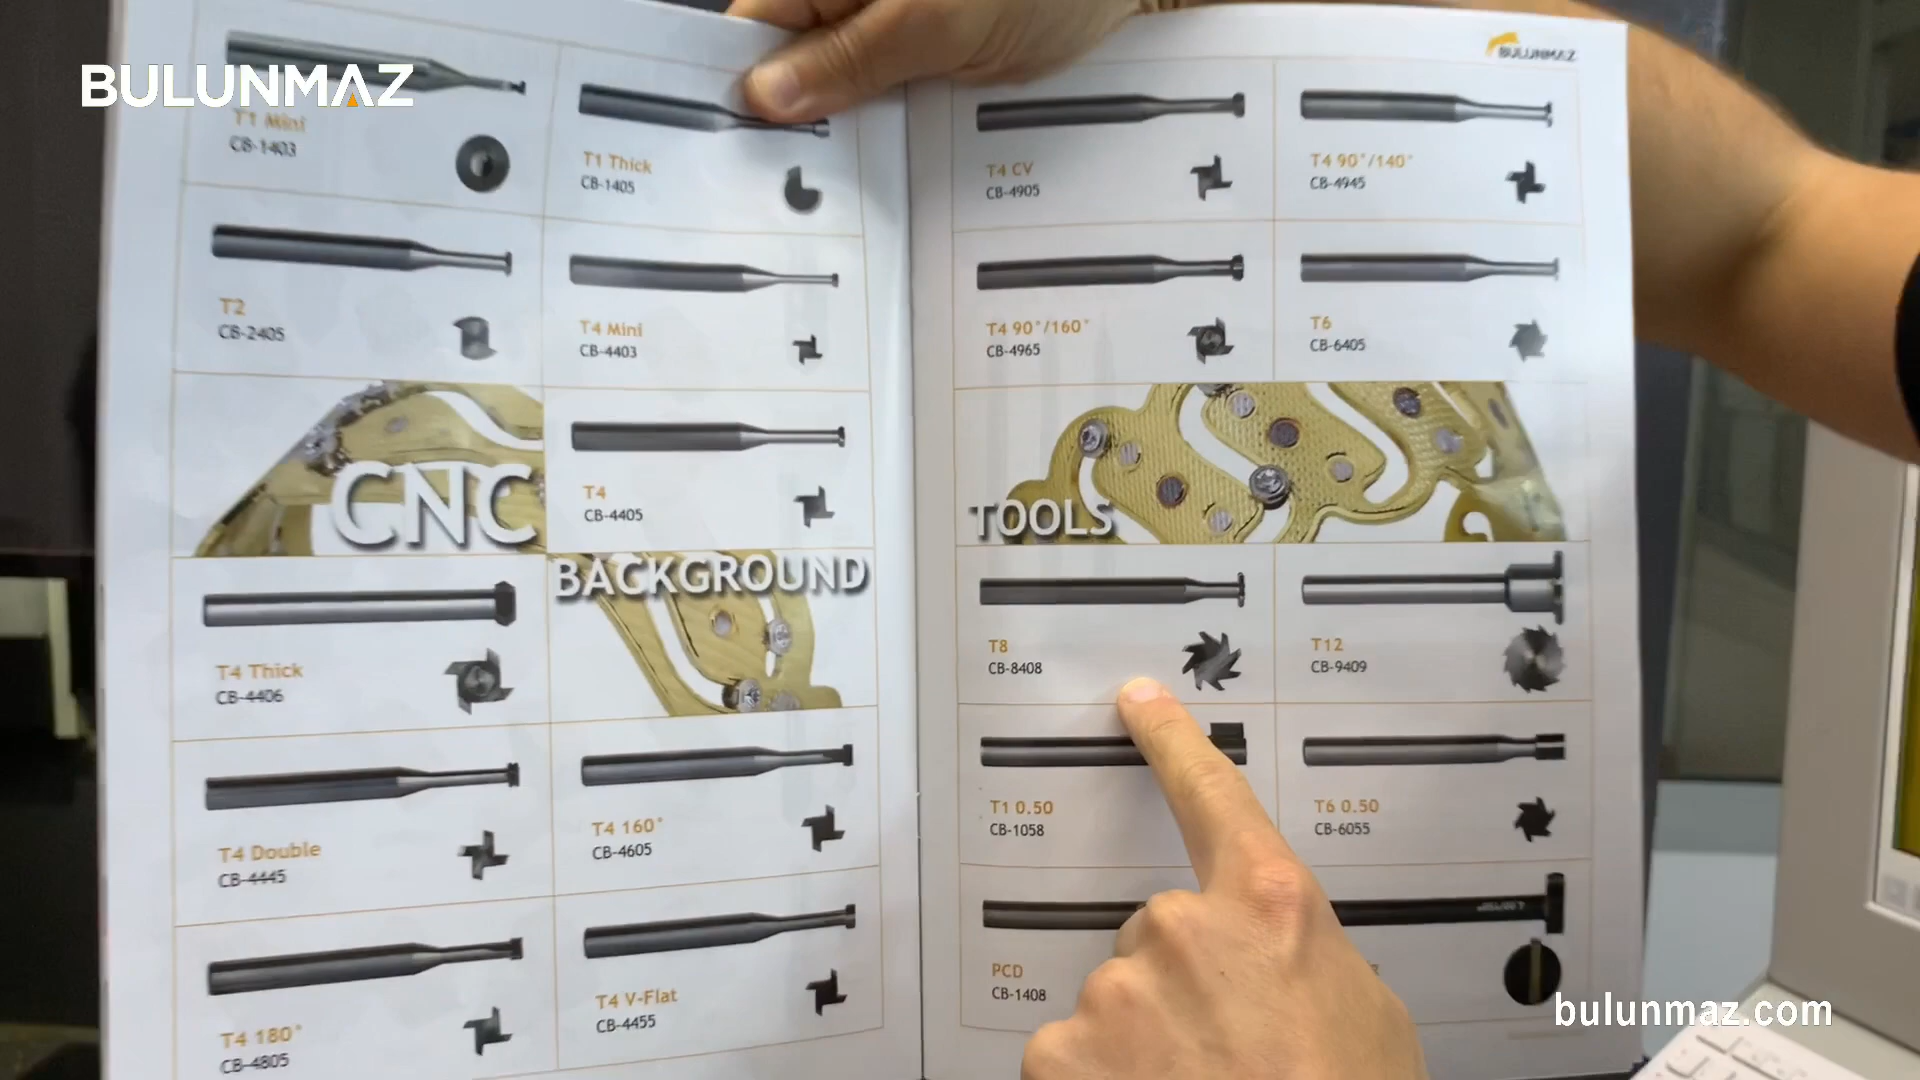 BULUNMAZ
BULUNMAZ
T1 Mini
CB-1403
T1 Thick
CB-1405
T2
CB-2405
T4 Mini
CB-4403
CNC
T4
CB-4405
BACKGROUND
T4 Thick
CB-4406
T4 Double
CB-4445
T4 160°
CB-4605
T4 180°
CB-4805
T4 V-Flat
CB-4455
T4 CV
CB-4905
T4 90°/140°
CB-4945
T4 90°/160°
CB-4965
T6
CB-6405
TOOLS
T8
CB-8408
T12
CB-9409
T1 0.50
CB-1058
T6 0.50
CB-6055
PCD
CB-1408
bulunmaz.com